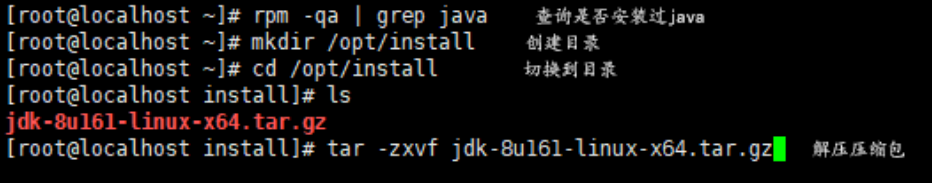 [root@localhost ~]# rpm -qa | grep java 查询是否安装过java
[root@localhost ~]# mkdir /opt/install 创建目录
[root@localhost ~]# cd /opt/install 切换到目录
[root@localhost install]# ls
jdk-8u161-linux-x64.tar.gz
[root@localhost install]# tar -zxvf jdk-8u161-linux-x64.tar.gz 解压压缩包